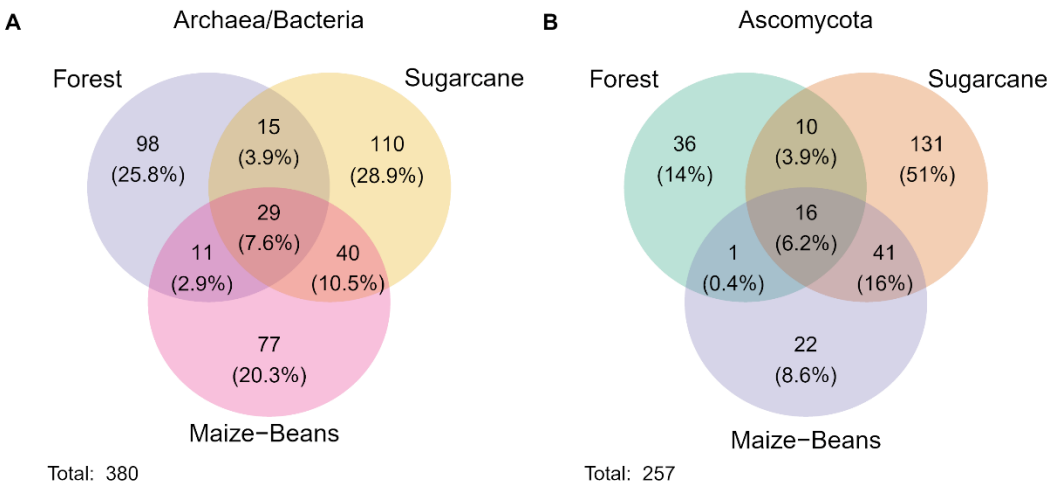 A
Archaea/Bacteria
Forest
Sugarcane
98
(25.8%)
15
(3.9%)
110
(28.9%)
29
(7.6%)
11
(2.9%)
40
(10.5%)
77
(20.3%)
Maize−Beans
Total: 380
B
Ascomycota
Forest
Sugarcane
36
(14%)
10
(3.9%)
131
(51%)
16
(6.2%)
1
(0.4%)
41
(16%)
22
(8.6%)
Maize−Beans
Total: 257